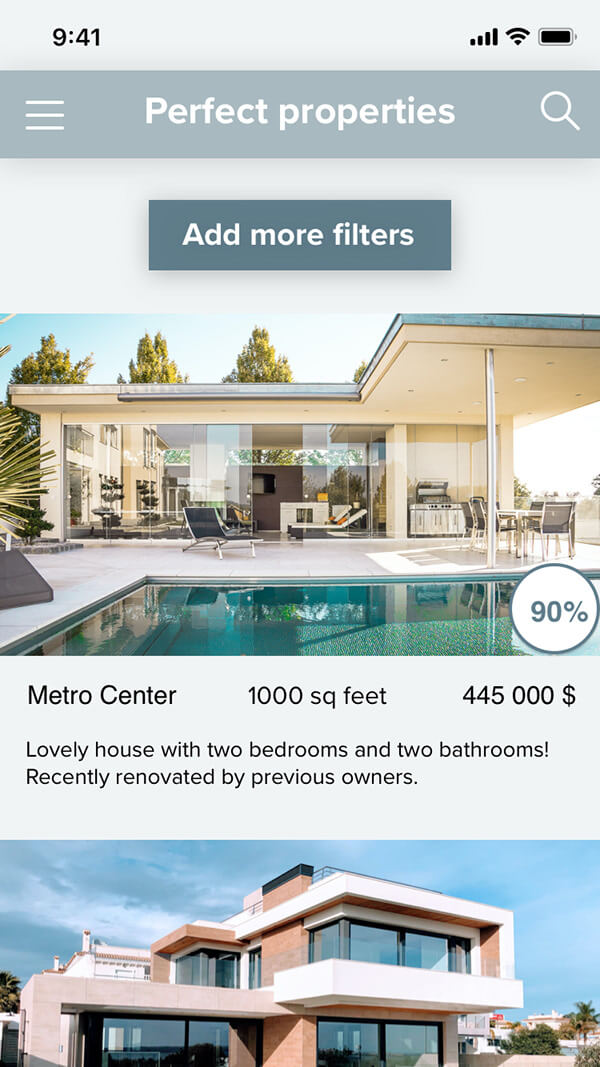 9:41
Perfect properties
Add more filters
90%
Metro Center 1000 sq feet 445 000 $
Lovely house with two bedrooms and two bathrooms!
Recently renovated by previous owners.